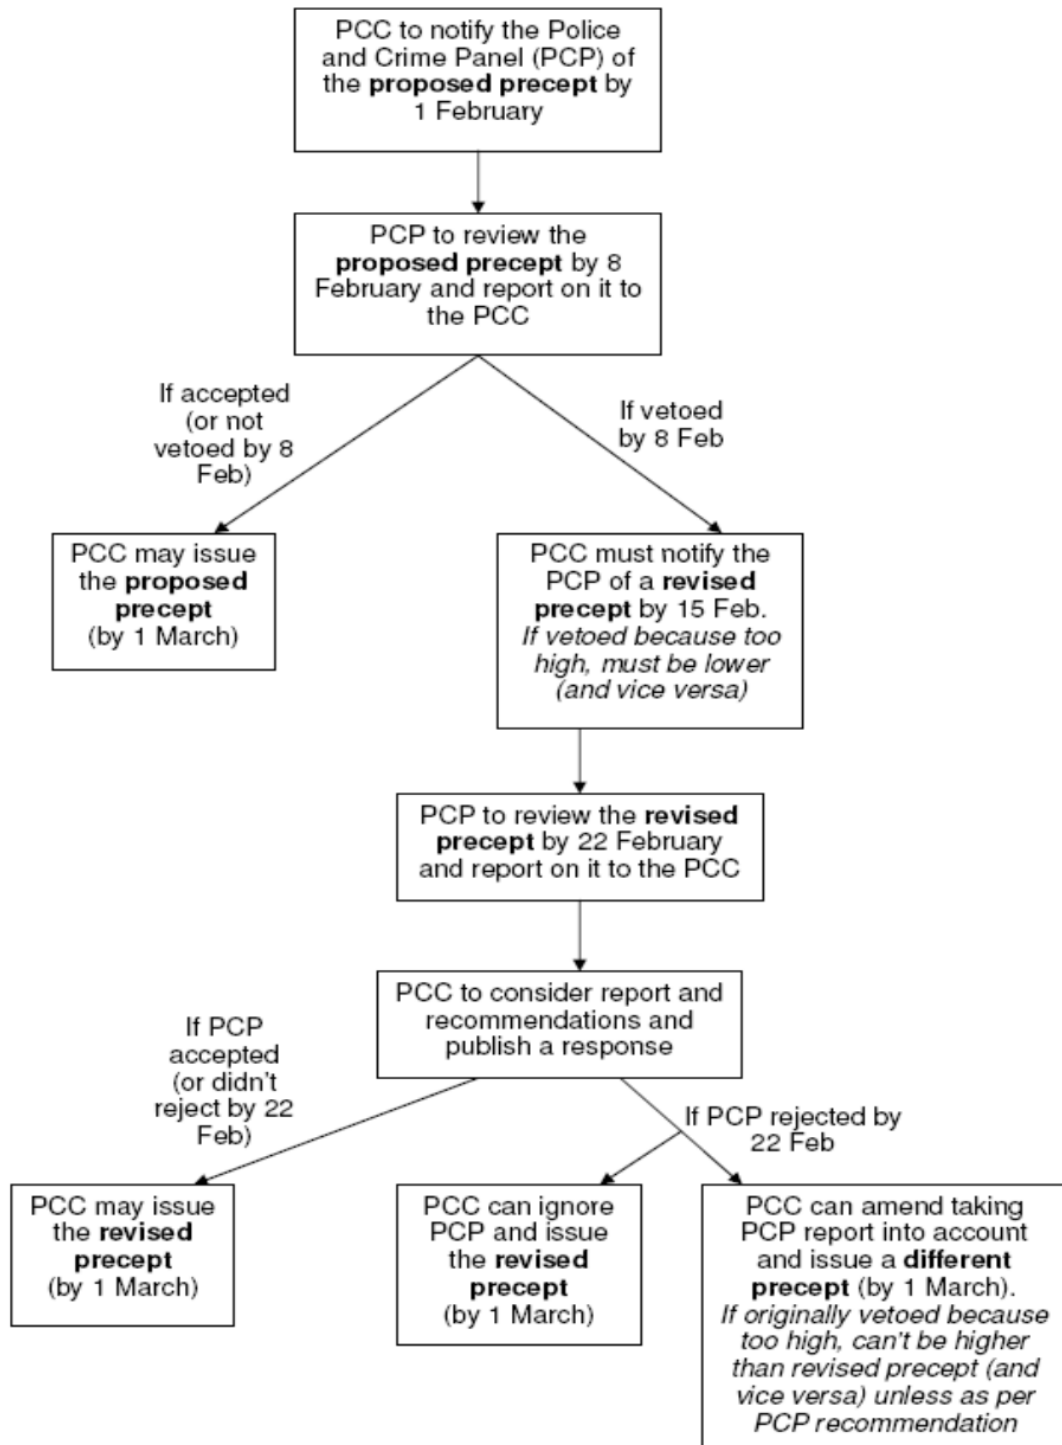 PCC to notify the Police
and Crime Panel (PCP) of
the proposed precept by
1 February
PCP to review the
proposed precept by 8
February and report on it to
the PCC
If accepted
(or not
vetoed by 8
Feb)
If vetoed
by 8 Feb
PCC may issue
the proposed
precept
(by 1 March)
PCC must notify the
PCP of a revised
precept by 15 Feb.
If vetoed because too
high, must be lower
(and vice versa)
PCP to review the revised
precept by 22 February
and report on it to the PCC
PCC to consider report and
recommendations and
publish a response
If PCP
accepted
(or didn't
reject by 22
Feb)
If PCP rejected by
22 Feb
PCC may issue
the revised
precept
(by 1 March)
PCC can ignore
PCP and issue
the revised
precept
(by 1 March)
PCC can amend taking
PCP report into account
and issue a different
precept (by 1 March).
If originally vetoed because
too high, can't be higher
than revised precept (and
vice versa) unless as per
PCP recommendation